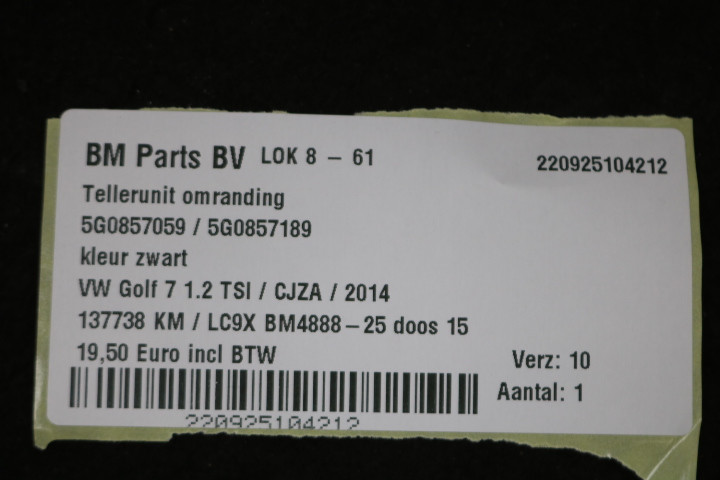 BM Parts BV LOK 8 - 61 220925104212
Tellerunit omranding
5G0857059 / 5G0857189
kleur zwart
VW Golf 7 1.2 TSI / CJZA / 2014
137738 KM / LC9X BM4888-25 doos 15
19,50 Euro incl BTW Verz: 10
Aantal: 1
220925104212